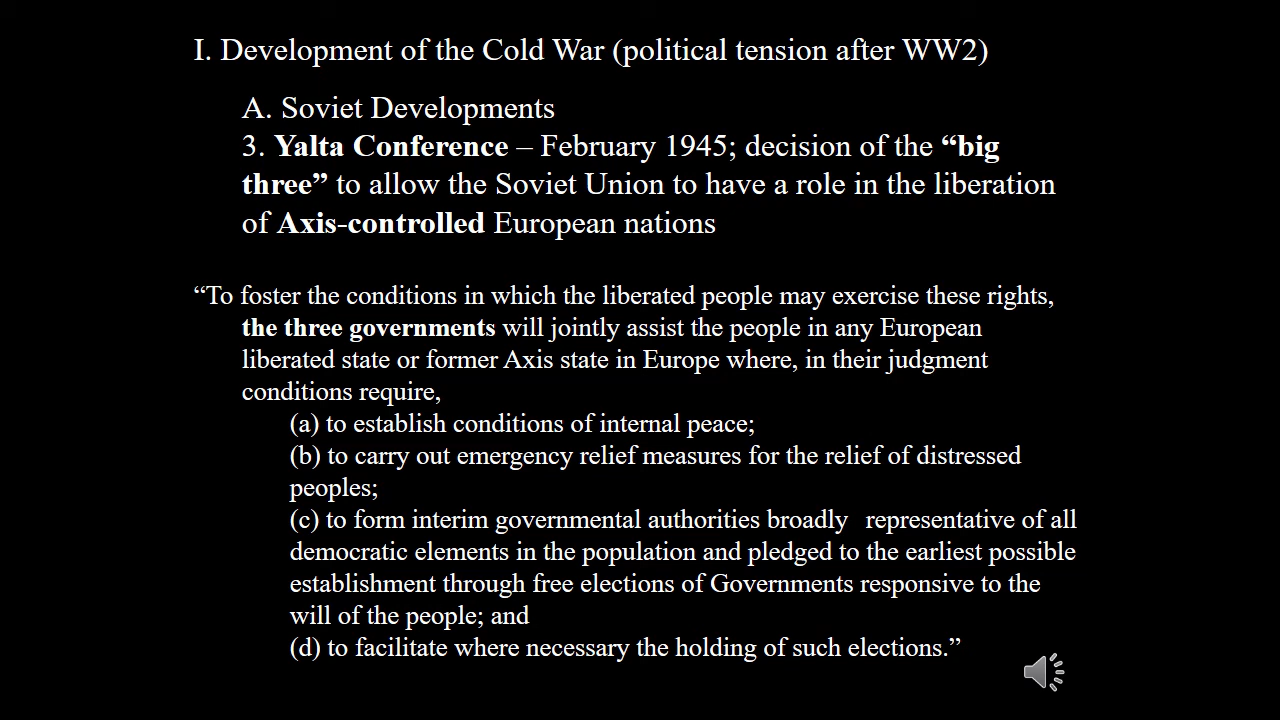 I. Development of the Cold War (political tension after WW2)
A. Soviet Developments
3. Yalta Conference – February 1945; decision of the “big
three” to allow the Soviet Union to have a role in the liberation
of Axis-controlled European nations
“To foster the conditions in which the liberated people may exercise these rights,
the three governments will jointly assist the people in any European
liberated state or former Axis state in Europe where, in their judgment
conditions require,
(a) to establish conditions of internal peace;
(b) to carry out emergency relief measures for the relief of distressed
peoples;
(c) to form interim governmental authorities broadly representative of all
democratic elements in the population and pledged to the earliest possible
establishment through free elections of Governments responsive to the
will of the people; and
(d) to facilitate where necessary the holding of such elections.”